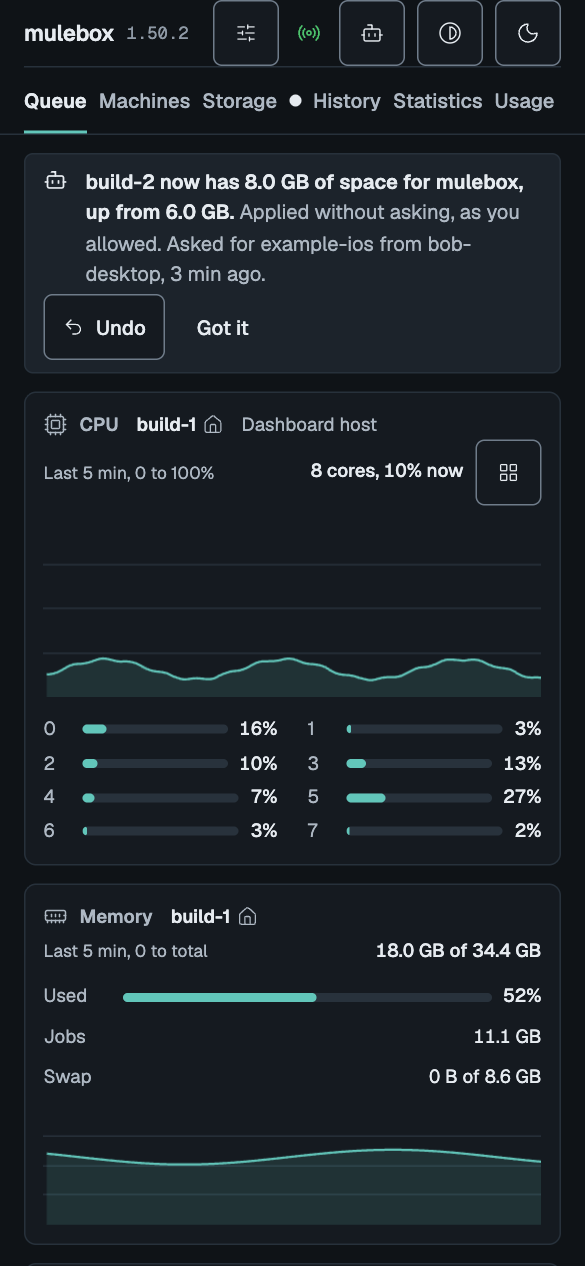 mulebox 1.50.2
Queue Machines Storage History Statistics Usage
build-2 now has 8.0 GB of space for mulebox,
up from 6.0 GB. Applied without asking, as you
allowed. Asked for example-ios from bob-
desktop, 3 min ago.
Undo Got it
CPU build-1 Dashboard host
Last 5 min, 0 to 100% 8 cores, 10% now
0 16% 1 3%
2 10% 3 13%
4 7% 5 27%
6 3% 7 2%
Memory build-1
Last 5 min, 0 to total 18.0 GB of 34.4 GB
Used 52%
Jobs 11.1 GB
Swap 0 B of 8.6 GB